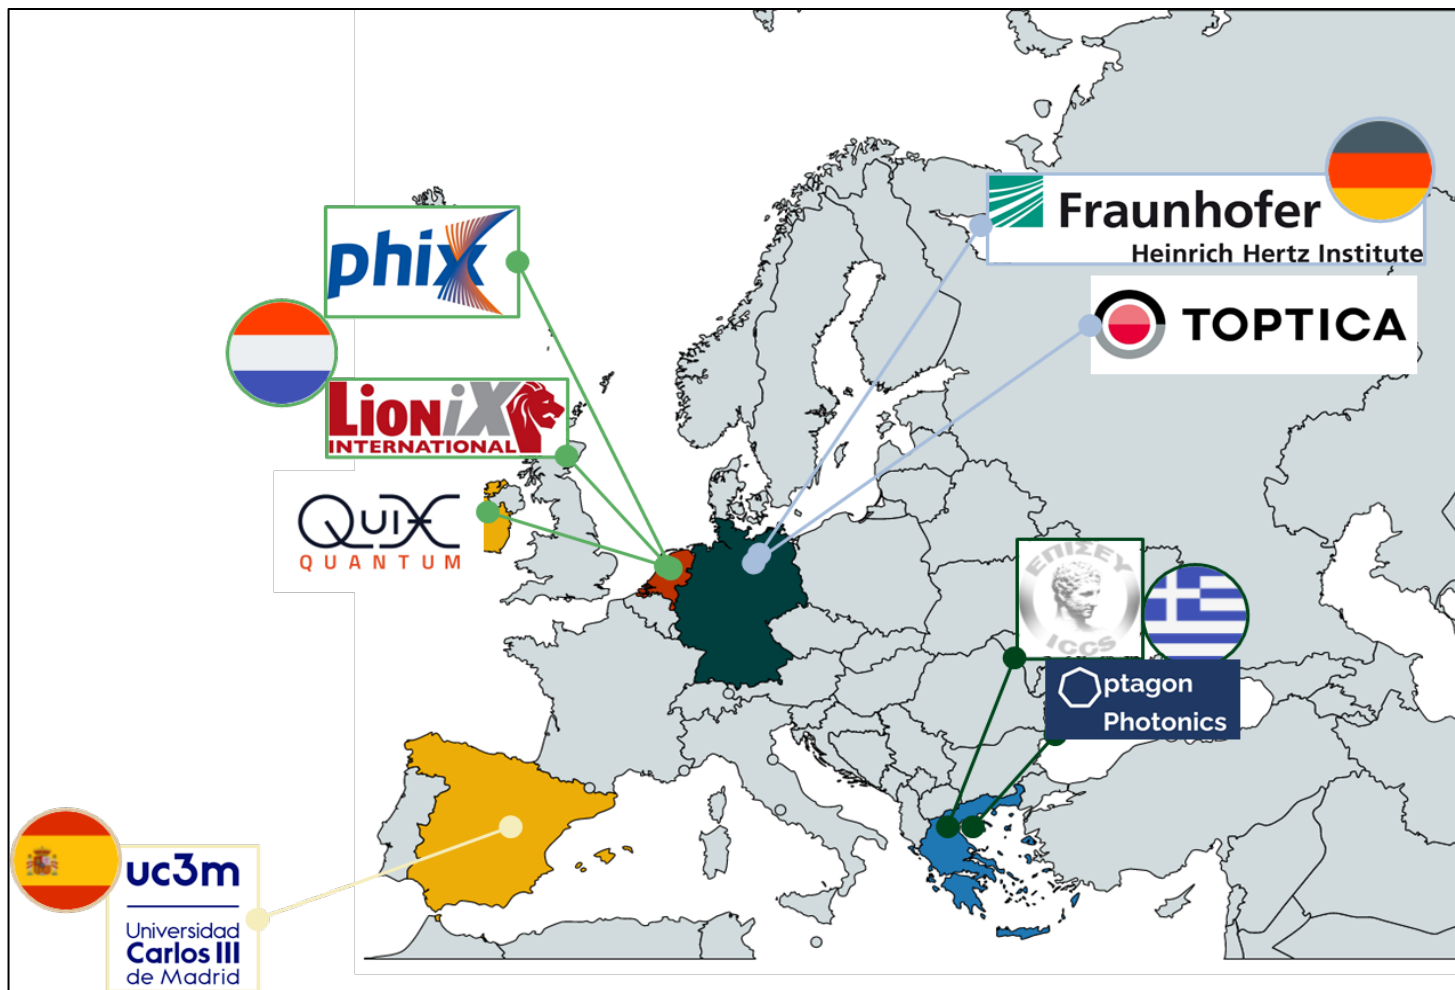 phix
LioniX
INTERNATIONAL
QuiX
QUANTUM
Fraunhofer
Heinrich Hertz Institute
TOPTICA
ΕΠΙΣΕΥ
ICCS
Optagon
Photonics
uc3m
Universidad
Carlos III
de Madrid